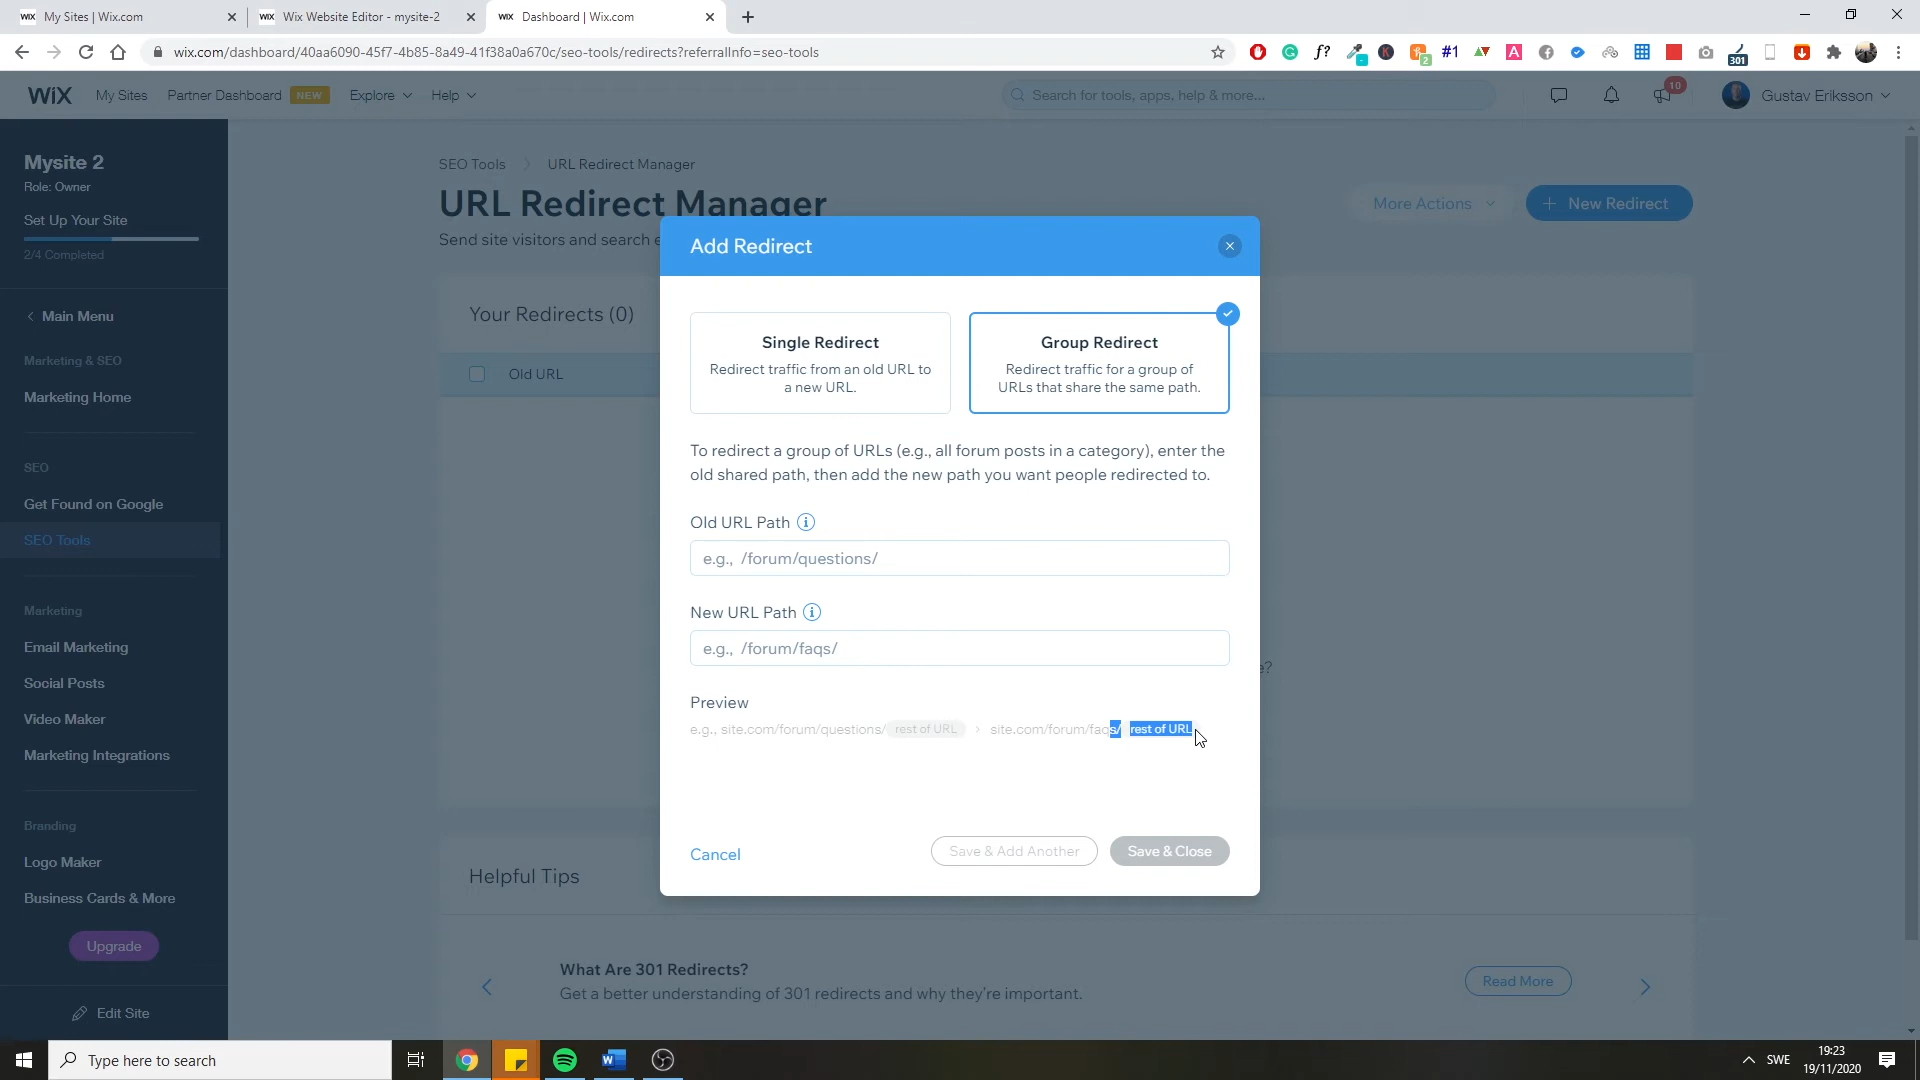 My Sites | Wix.com
Wix Website Editor - mysite-2
Dashboard | Wix.com
wix.com/dashboard/40aa6090-45f7-4b85-8a49-41f38a0a670c/seo-tools/redirects?referralInfo=seo-tools
WiX My Sites Partner Dashboard NEW Explore Help
Search for tools, apps, help & more...
10
Gustav Eriksson
Mysite 2
Role: Owner
Set Up Your Site
2/4 Completed
Main Menu
Marketing & SEO
Marketing Home
SEO
Get Found on Google
SEO Tools
Marketing
Email Marketing
Social Posts
Video Maker
Marketing Integrations
Branding
Logo Maker
Business Cards & More
Upgrade
Edit Site
SEO Tools URL Redirect Manager
URL Redirect Manager
Send site visitors and search e
More Actions
+ New Redirect
Your Redirects (0)
Old URL
Add Redirect
Single Redirect
Redirect traffic from an old URL to
a new URL.
Group Redirect
Redirect traffic for a group of
URLs that share the same path.
To redirect a group of URLs (e.g., all forum posts in a category), enter the
old shared path, then add the new path you want people redirected to.
Old URL Path
e.g., /forum/questions/
New URL Path
e.g., /forum/faqs/
e?
Preview
e.g., site.com/forum/questions/ rest of URL > site.com/forum/faqs/ rest of URL
Cancel
Save & Add Another
Save & Close
Helpful Tips
What Are 301 Redirects?
Get a better understanding of 301 redirects and why they're important.
Read More
Type here to search
SWE
19:23
19/11/2020